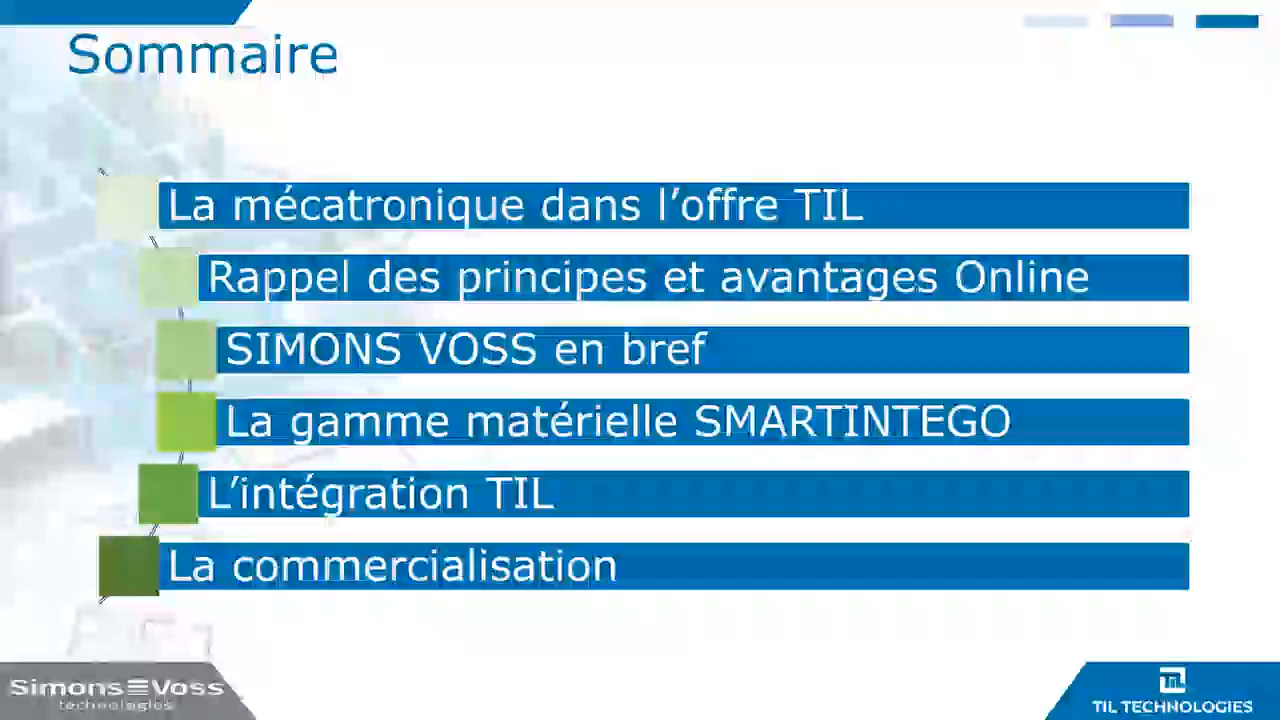 Sommaire
La mécatronique dans l’offre TIL
Rappel des principes et avantages Online
SIMONS VOSS en bref
La gamme matérielle SMARTINTEGO
L’intégration TIL
La commercialisation
Simons Voss
technologies
TIL
TIL TECHNOLOGIES